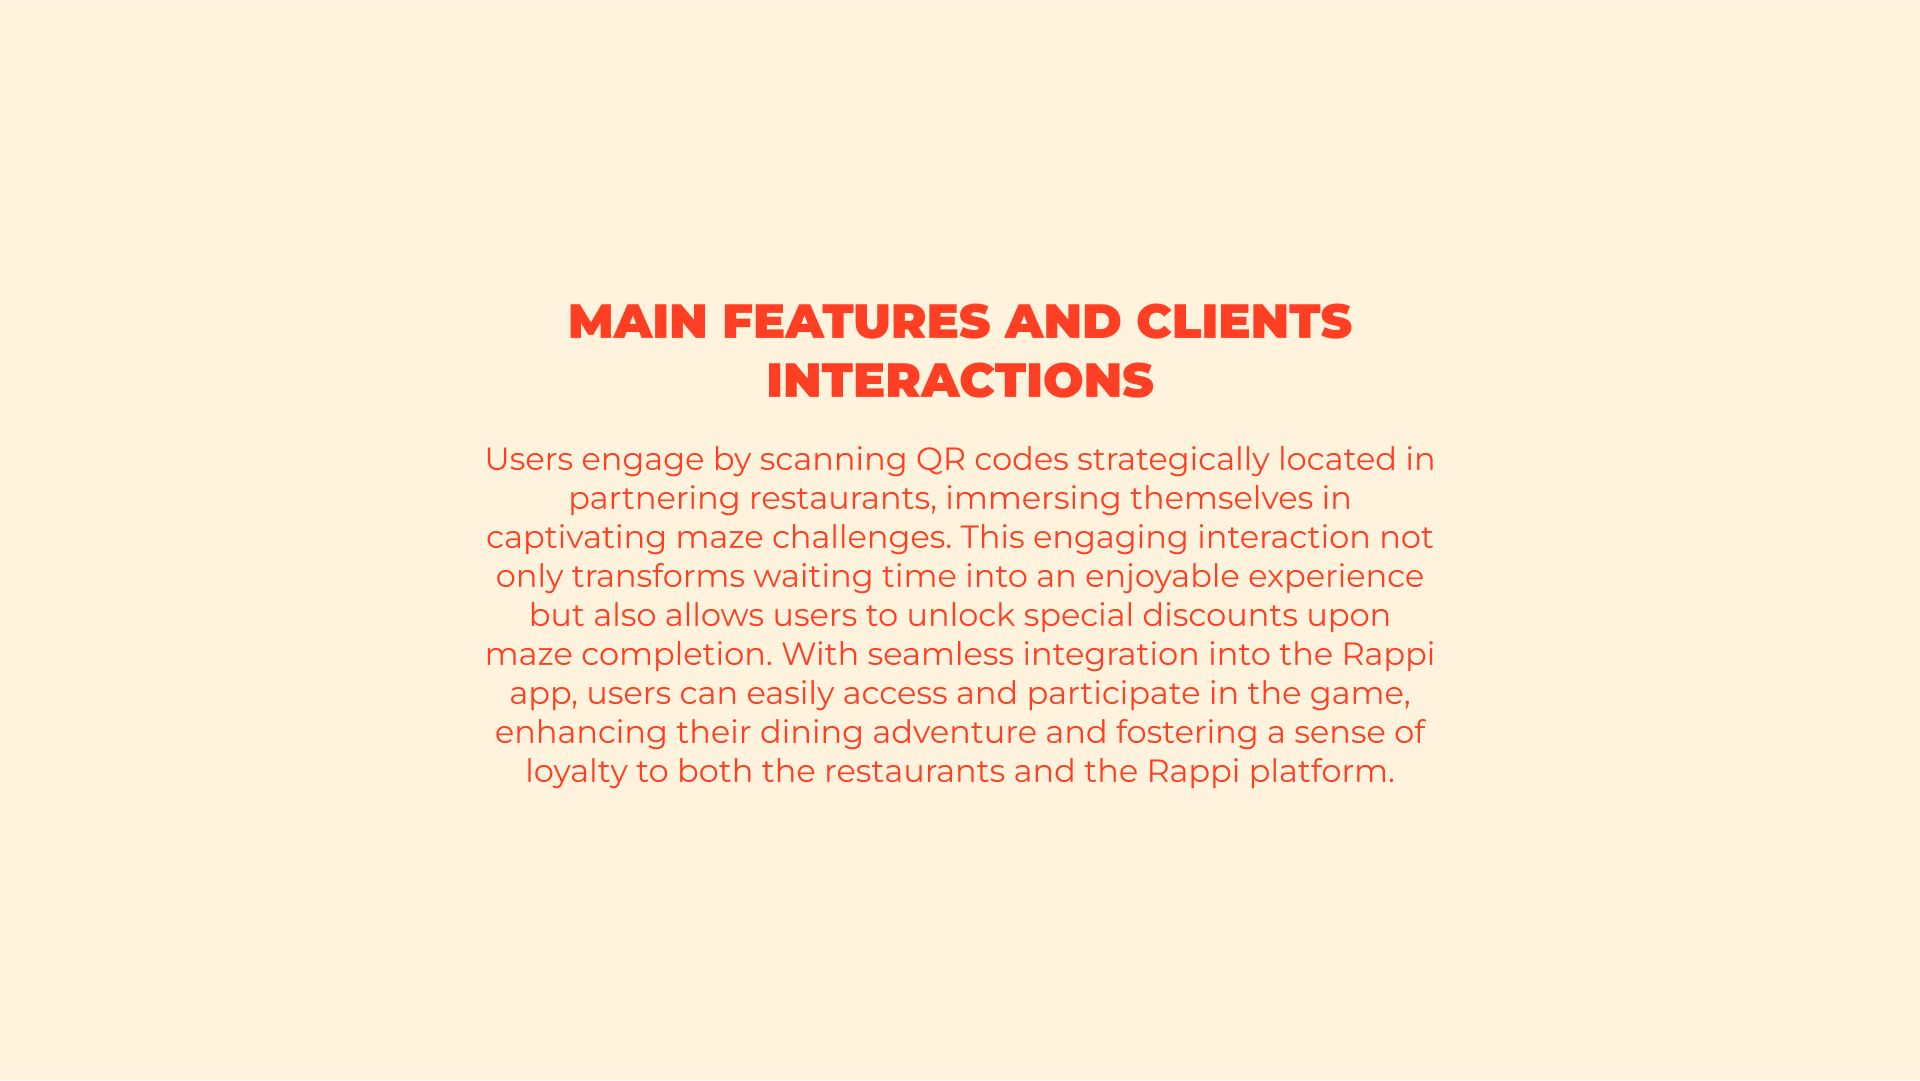 MAIN FEATURES AND CLIENTS
INTERACTIONS
Users engage by scanning QR codes strategically located in
partnering restaurants, immersing themselves in
captivating maze challenges. This engaging interaction not
only transforms waiting time into an enjoyable experience
but also allows users to unlock special discounts upon
maze completion. With seamless integration into the Rappi
app, users can easily access and participate in the game,
enhancing their dining adventure and fostering a sense of
loyalty to both the restaurants and the Rappi platform.